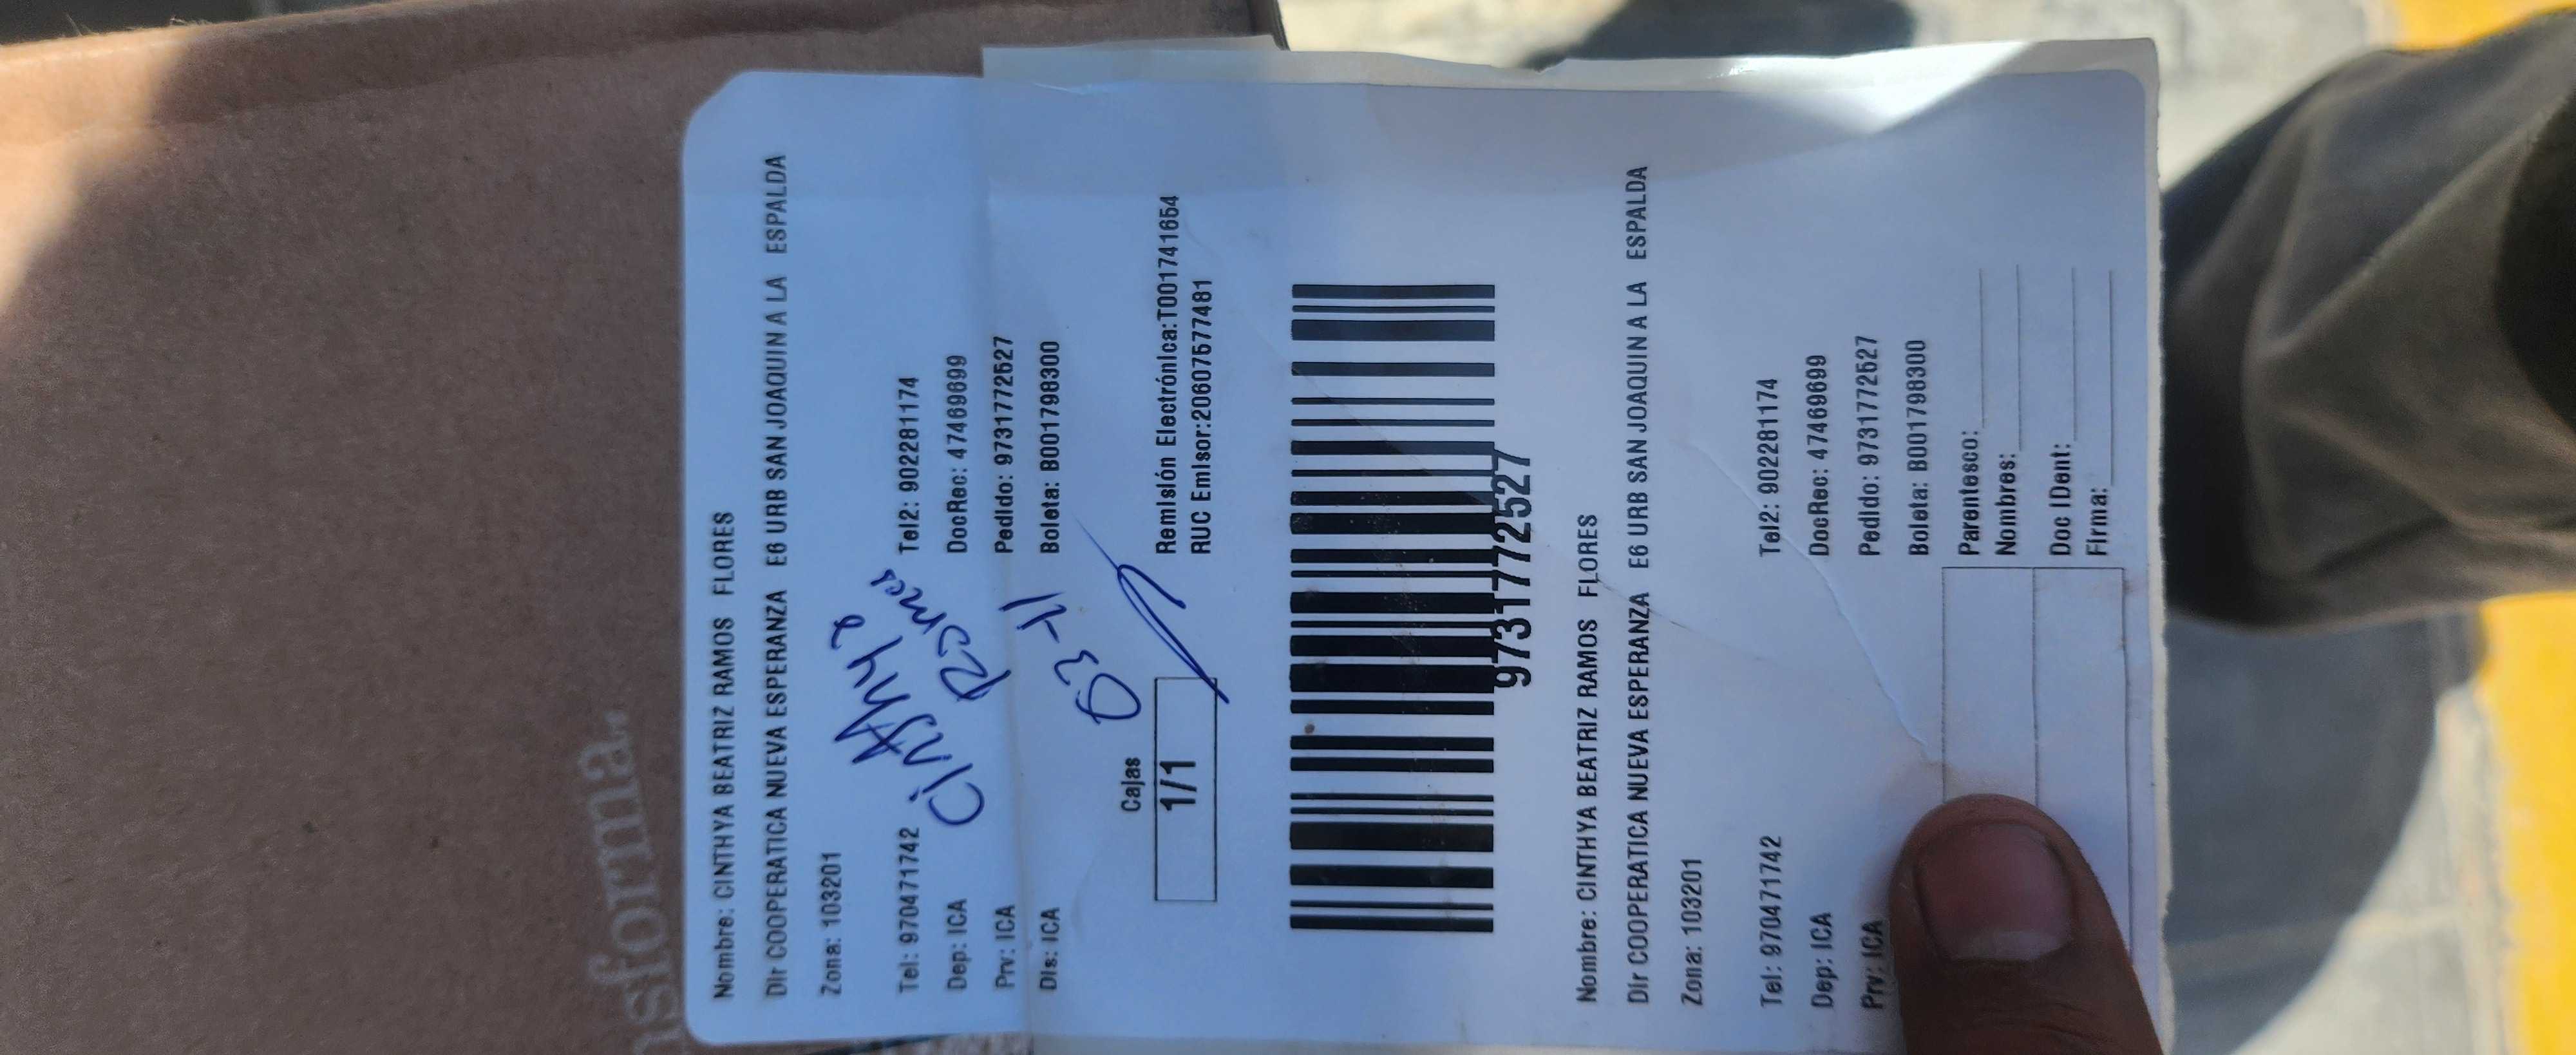 nsforma
Nombre: CINTHYA BEATRIZ RAMOS FLORES
Dir COOPERATICA NUEVA ESPERANZA E6 URB SAN JOAQUIN A LA ESPALDA
Zona: 103201
Tel: 970471742 Tel2: 902281174
Dep: ICA DocRec: 47469699
Prv: ICA Pedido: 9731772527
Dis: ICA Boleta: B001798300
Cinthya
Ramos
03-11
Cajas
1/1
Remisión Electrónica:T001741654
RUC Emisor:20607577481
9731772527
Nombre: CINTHYA BEATRIZ RAMOS FLORES
Dir COOPERATICA NUEVA ESPERANZA E6 URB SAN JOAQUIN A LA ESPALDA
Zona: 103201
Tel: 970471742 Tel2: 902281174
Dep: ICA DocRec: 47469699
Prv: ICA Pedido: 9731772527
Boleta: B001798300
Parentesco:
Nombres:
Doc IDent:
Firma: